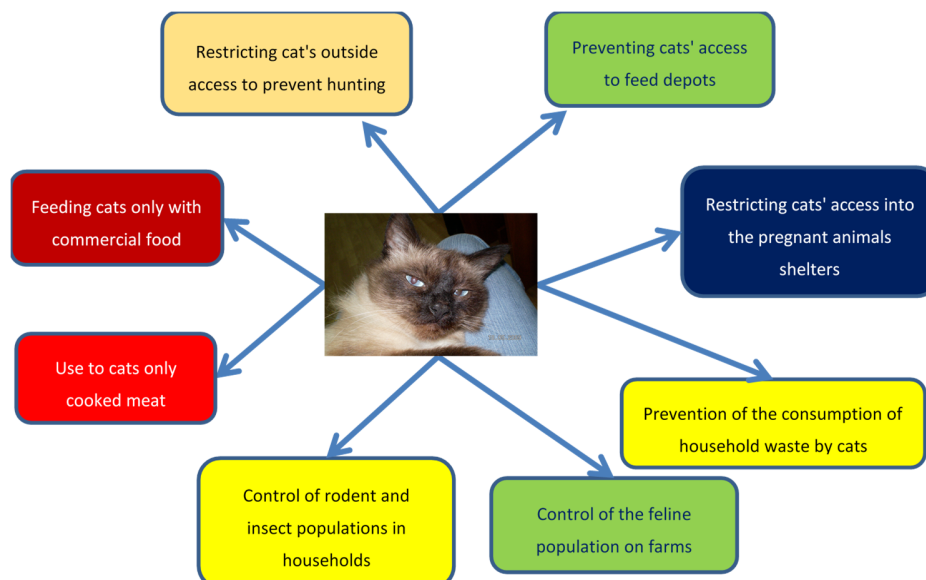 Restricting cat's outside
access to prevent hunting
Preventing cats' access
to feed depots
Feeding cats only with
commercial food
Restricting cats' access into
the pregnant animals
shelters
Use to cats only
cooked meat
Prevention of the consumption of
household waste by cats
Control of rodent and
insect populations in
households
Control of the feline
population on farms